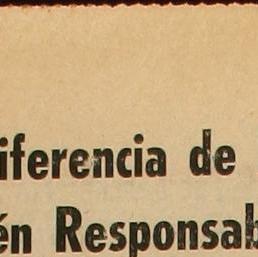 iferencia de
én Responsab